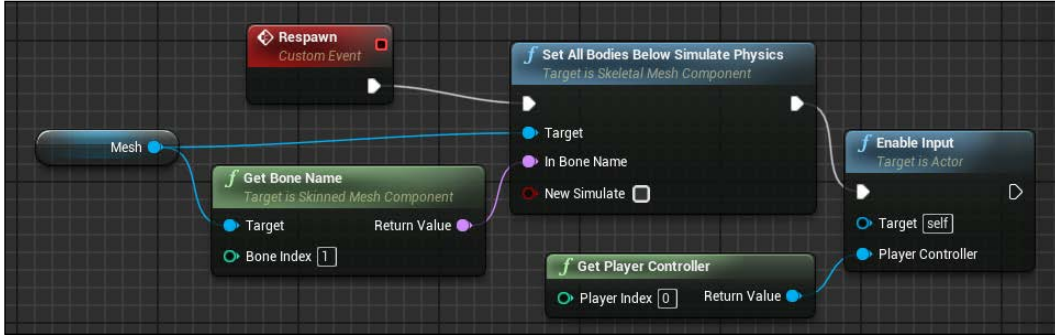 Respawn
Custom Event
f Set All Bodies Below Simulate Physics
Target is Skeletal Mesh Component
Target
In Bone Name
New Simulate
Mesh
f Get Bone Name
Target is Skinned Mesh Component
Target Return Value
Bone Index 1
f Enable Input
Target is Actor
Target self
Player Controller
f Get Player Controller
Player Index 0 Return Value